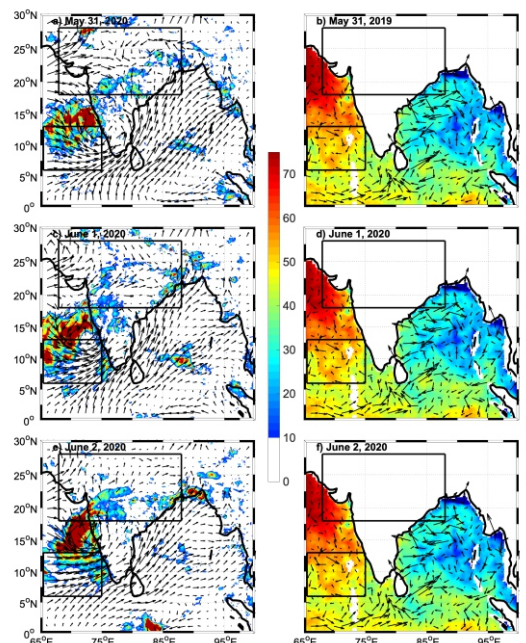 30°N
25°N
20°N
15°N
10°N
5°N
0°
a) May 31, 2020
b) May 31, 2019
30°N
25°N
20°N
15°N
10°N
5°N
0°
c) June 1, 2020
d) June 1, 2020
70
60
50
40
30
20
10
0
30°N
25°N
20°N
15°N
10°N
5°N
0°
e) June 2, 2020
f) June 2, 2020
65°E 75°E 85°E 95°E
65°E 75°E 85°E 95°E